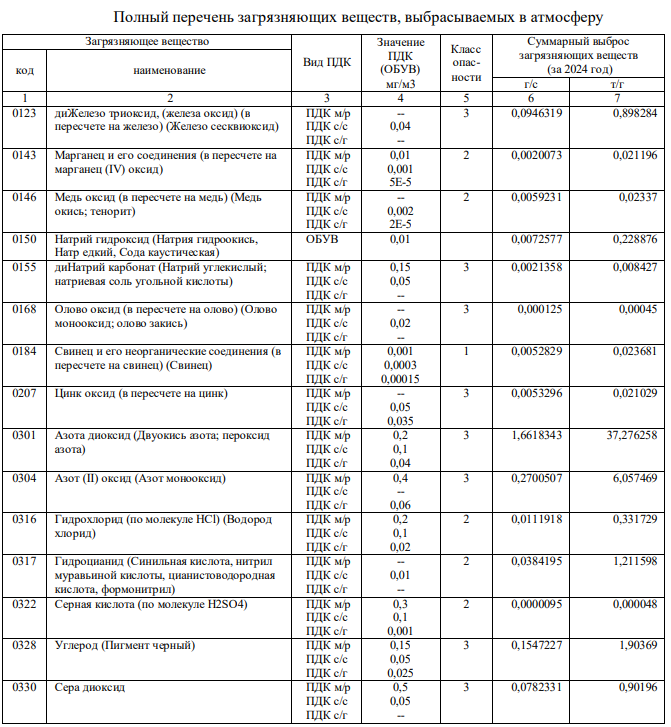 Полный перечень загрязняющих веществ, выбрасываемых в атмосферу
Загрязняющее вещество Вид ПДК Значение ПДК (ОБУВ) мг/м3 Класс опас- ности Суммарный выброс загрязняющих веществ (за 2024 год)
код наименование г/с т/г
1 2 3 4 5 6 7
0123 диЖелезо триоксид, (железа оксид) (в ПДК м/р -- 3 0,0946319 0,898284
пересчете на железо) (Железо сесквиоксид) ПДК с/с 0,04
ПДК с/г --
0143 Марганец и его соединения (в пересчете на ПДК м/р 0,01 2 0,0020073 0,021196
марганец (IV) оксид) ПДК с/с 0,001
ПДК с/г 5E-5
0146 Медь оксид (в пересчете на медь) (Медь ПДК м/р -- 2 0,0059231 0,02337
окись; тенорит) ПДК с/с 0,002
ПДК с/г 2E-5
0150 Натрий гидроксид (Натрия гидроокись, ОБУВ 0,01 0,0072577 0,228876
Натр едкий, Сода каустическая)
0155 диНатрий карбонат (Натрий углекислый; ПДК м/р 0,15 3 0,0021358 0,008427
натриевая соль угольной кислоты) ПДК с/с 0,05
ПДК с/г --
0168 Олово оксид (в пересчете на олово) (Олово ПДК м/р -- 3 0,000125 0,00045
монооксид; олово закись) ПДК с/с 0,02
ПДК с/г --
0184 Свинец и его неорганические соединения (в ПДК м/р 0,001 1 0,0052829 0,023681
пересчете на свинец) (Свинец) ПДК с/с 0,0003
ПДК с/г 0,00015
0207 Цинк оксид (в пересчете на цинк) ПДК м/р -- 3 0,0053296 0,021029
ПДК с/с 0,05
ПДК с/г 0,035
0301 Азота диоксид (Двуокись азота; пероксид ПДК м/р 0,2 3 1,6618343 37,276258
азота) ПДК с/с 0,1
ПДК с/г 0,04
0304 Азот (II) оксид (Азот монооксид) ПДК м/р 0,4 3 0,2700507 6,057469
ПДК с/с --
ПДК с/г 0,06
0316 Гидрохлорид (по молекуле HCl) (Водород ПДК м/р 0,2 2 0,0111918 0,331729
хлорид) ПДК с/с 0,1
ПДК с/г 0,02
0317 Гидроцианид (Синильная кислота, нитрил ПДК м/р -- 2 0,0384195 1,211598
муравьиной кислоты, цианистоводородная ПДК с/с 0,01
кислота, формонитрил) ПДК с/г --
0322 Серная кислота (по молекуле H2SO4) ПДК м/р 0,3 2 0,0000095 0,000048
ПДК с/с 0,1
ПДК с/г 0,001
0328 Углерод (Пигмент черный) ПДК м/р 0,15 3 0,1547227 1,90369
ПДК с/с 0,05
ПДК с/г 0,025
0330 Сера диоксид ПДК м/р 0,5 3 0,0782331 0,90196
ПДК с/с 0,05
ПДК с/г --